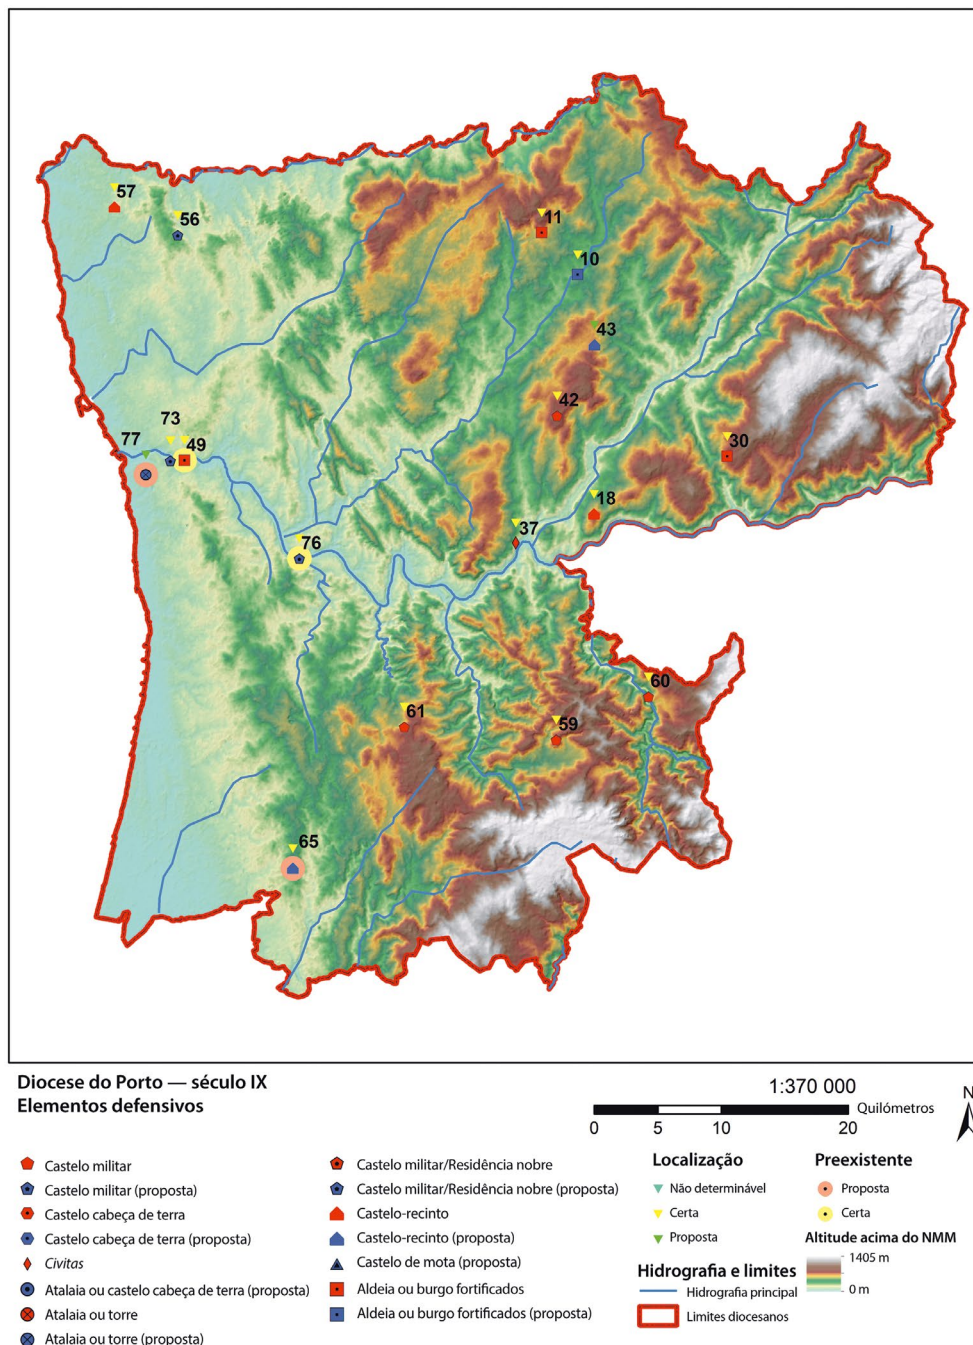 57
56
11
10
43
42
73
77
49
30
18
37
76
60
61
59
65
Diocese do Porto — século IX
Elementos defensivos
1:370 000
Quilómetros
0 5 10 20
N
Castelo militar
Castelo militar (proposta)
Castelo cabeça de terra
Castelo cabeça de terra (proposta)
Civitas
Atalaia ou castelo cabeça de terra (proposta)
Atalaia ou torre
Atalaia ou torre (proposta)
Castelo militar/Residência nobre
Castelo militar/Residência nobre (proposta)
Castelo-recinto
Castelo-recinto (proposta)
Castelo de mota (proposta)
Aldeia ou burgo fortificados
Aldeia ou burgo fortificados (proposta)
Localização
Não determinável
Certa
Proposta
Hidrografia e limites
Hidrografia principal
Limites diocesanos
Preexistente
Proposta
Certa
Altitude acima do NMM
1405 m
0 m